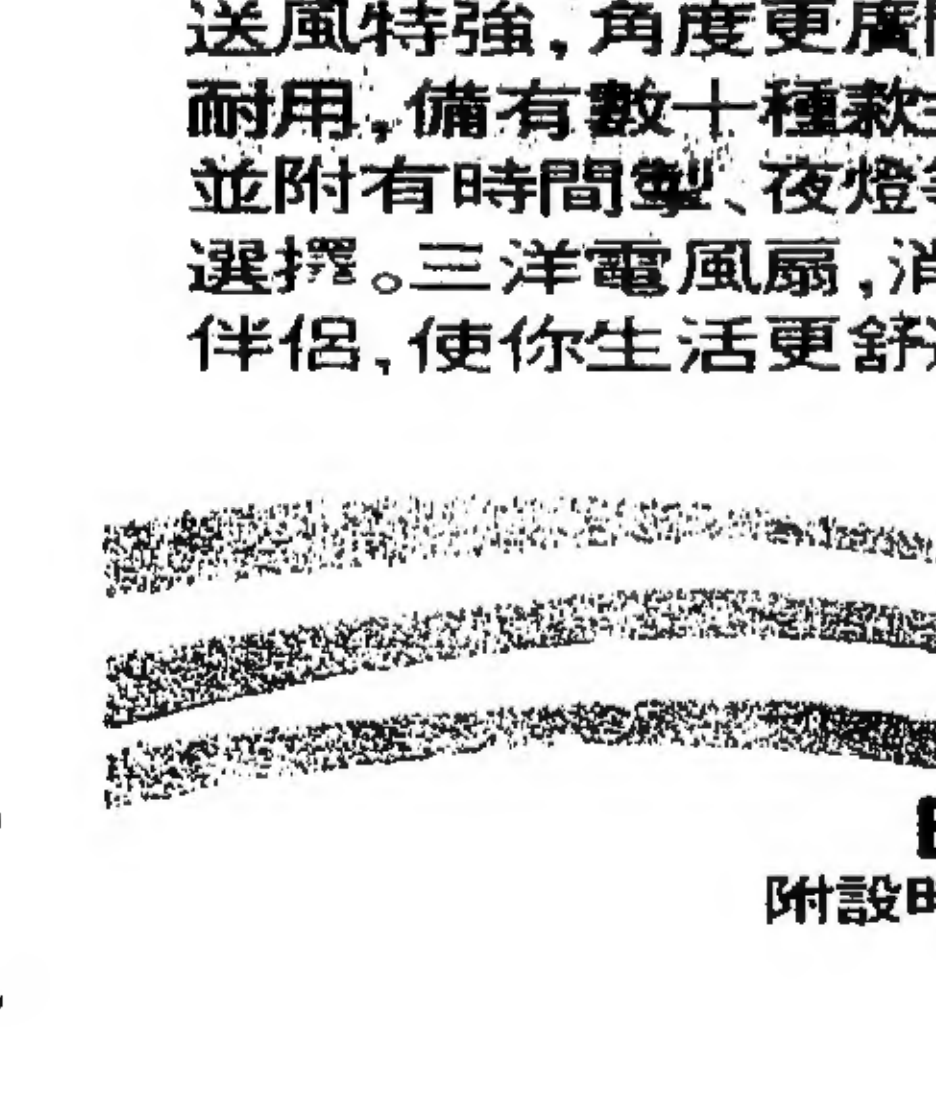 送風特強，角度更廣
耐用，備有數十種款
並附有時間掣、夜燈
選擇。三洋電風扇，消
伴侶，使你生活更舒
附設時